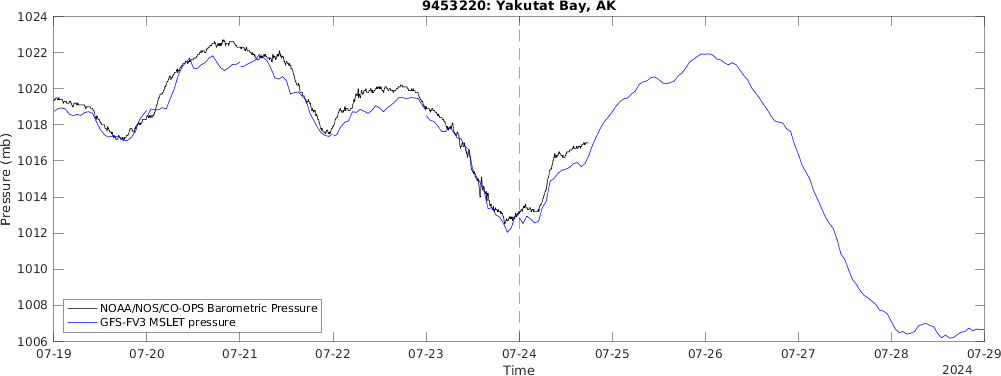 9453220: Yakutat Bay, AK
1024
1022
1020
1018
1016
1014
1012
1010
1008
1006
Pressure (mb)
NOAA/NOS/CO-OPS Barometric Pressure
GFS-FV3 MSLET pressure
07-19 07-20 07-21 07-22 07-23 07-24 07-25 07-26 07-27 07-28 07-29
Time
2024